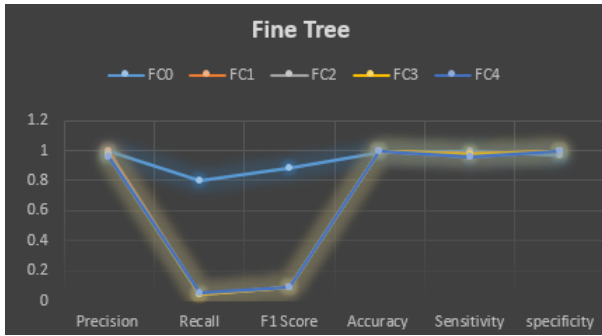 Fine Tree
FC0 FC1 FC2 FC3 FC4
1.2
1
0.8
0.6
0.4
0.2
0
Precision Recall F1 Score Accuracy Sensitivity specificity